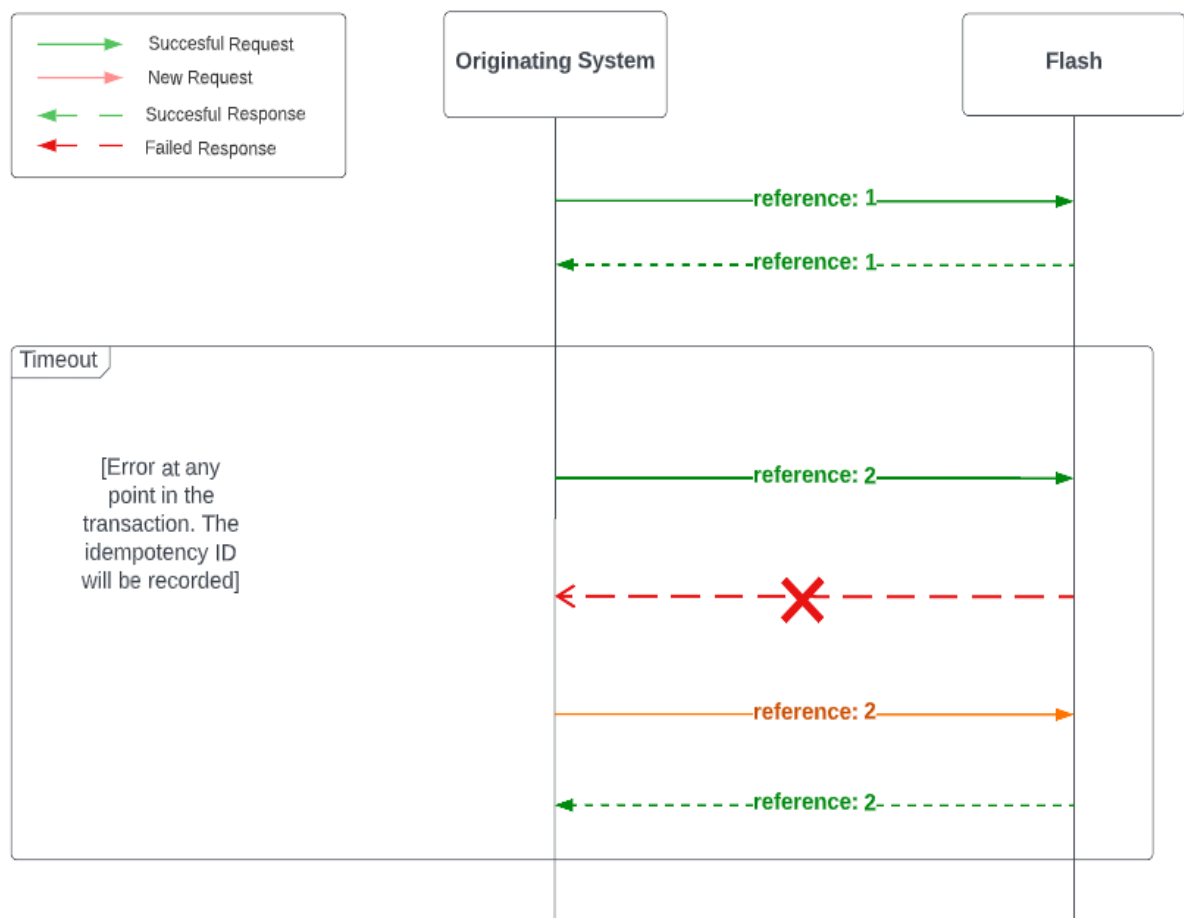 Succesful Request
New Request
Succesful Response
Failed Response
Originating System
Flash
reference: 1
reference: 1
Timeout
[Error at any
point in the
transaction. The
idempotency ID
will be recorded]
reference: 2
reference: 2
reference: 2